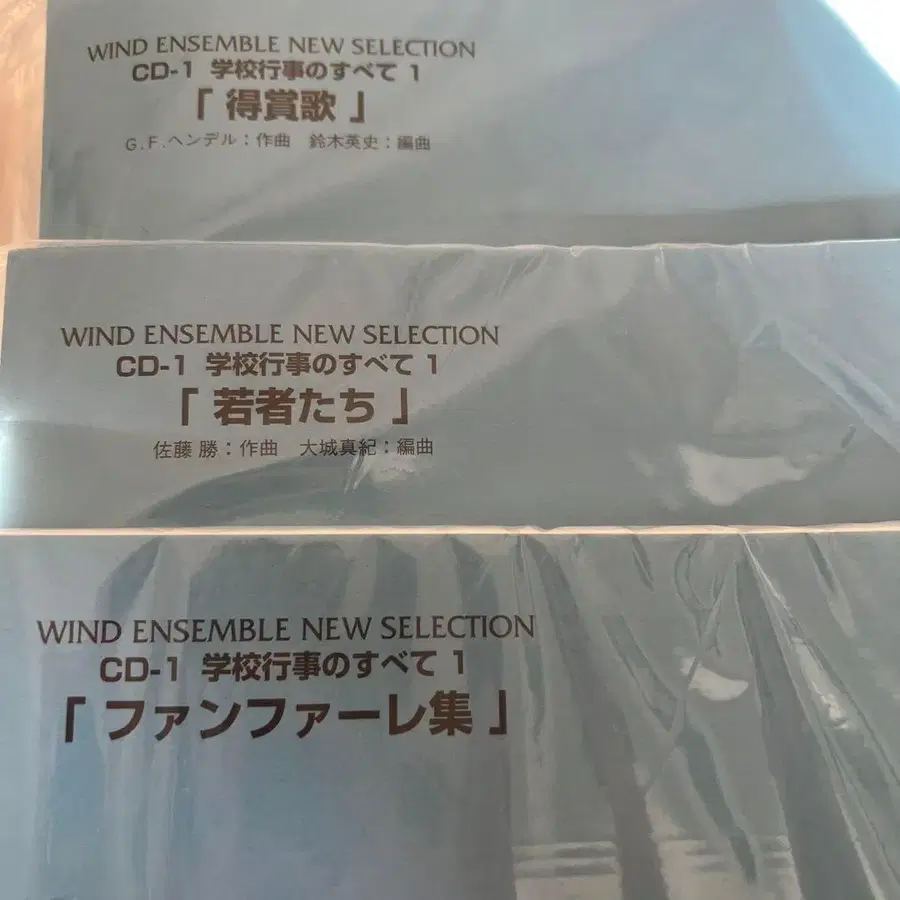 WIND ENSEMBLE NEW SELECTION
CD-1 学校行事のすべて 1
「 得賞歌 」
G.F.ヘンデル：作曲　鈴木英史：編曲
WIND ENSEMBLE NEW SELECTION
CD-1 学校行事のすべて 1
「 若者たち 」
佐藤 勝：作曲　大城真紀：編曲
WIND ENSEMBLE NEW SELECTION
CD-1 学校行事のすべて 1
「 ファンファーレ集 」